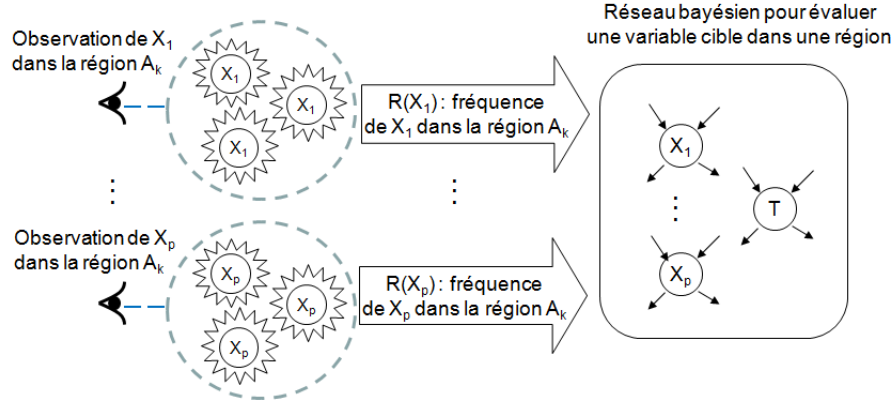 Réseau bayésien pour évaluer
une variable cible dans une région
Observation de X₁
dans la région Aₖ
X₁
X₁
X₁
R(X₁) : fréquence
de X₁ dans la région Aₖ
X₁
⋮
⋮
⋮
T
Observation de Xₚ
dans la région Aₖ
Xₚ
Xₚ
Xₚ
R(Xₚ) : fréquence
de Xₚ dans la région Aₖ
Xₚ